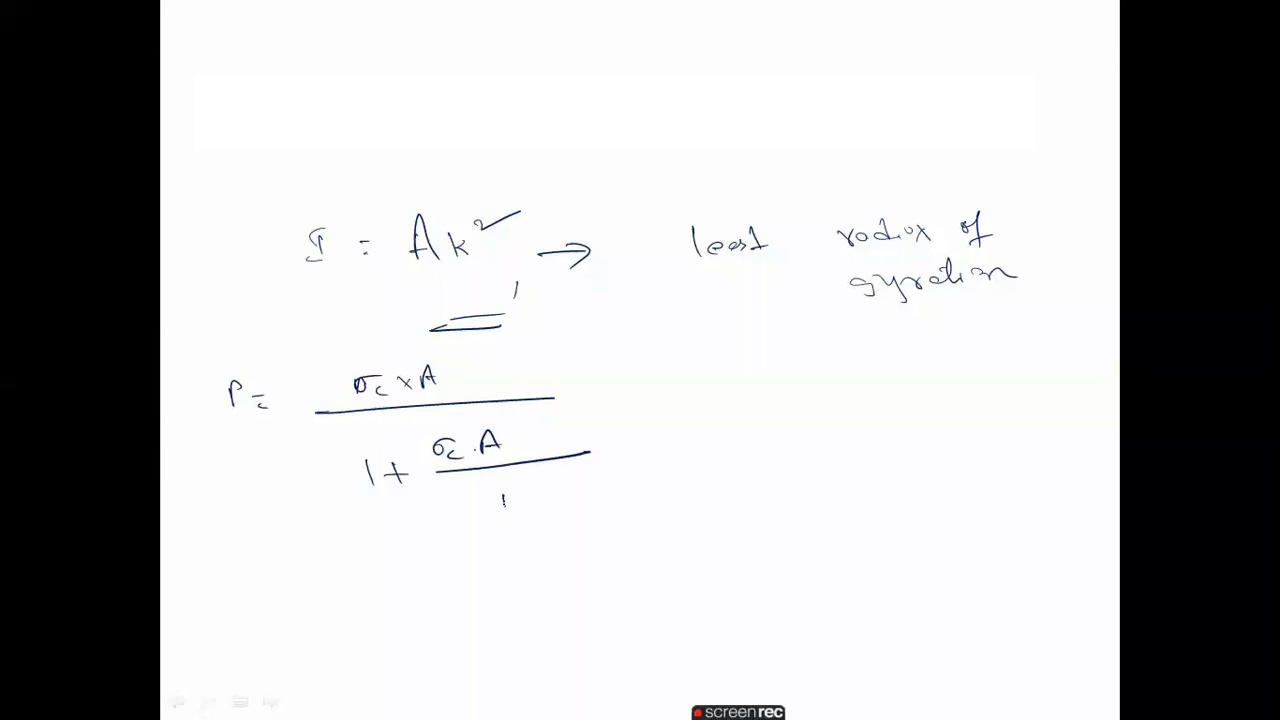 I = Ak² → least radius of
gyration
P = σc × A
1 + σc . A
screenrec